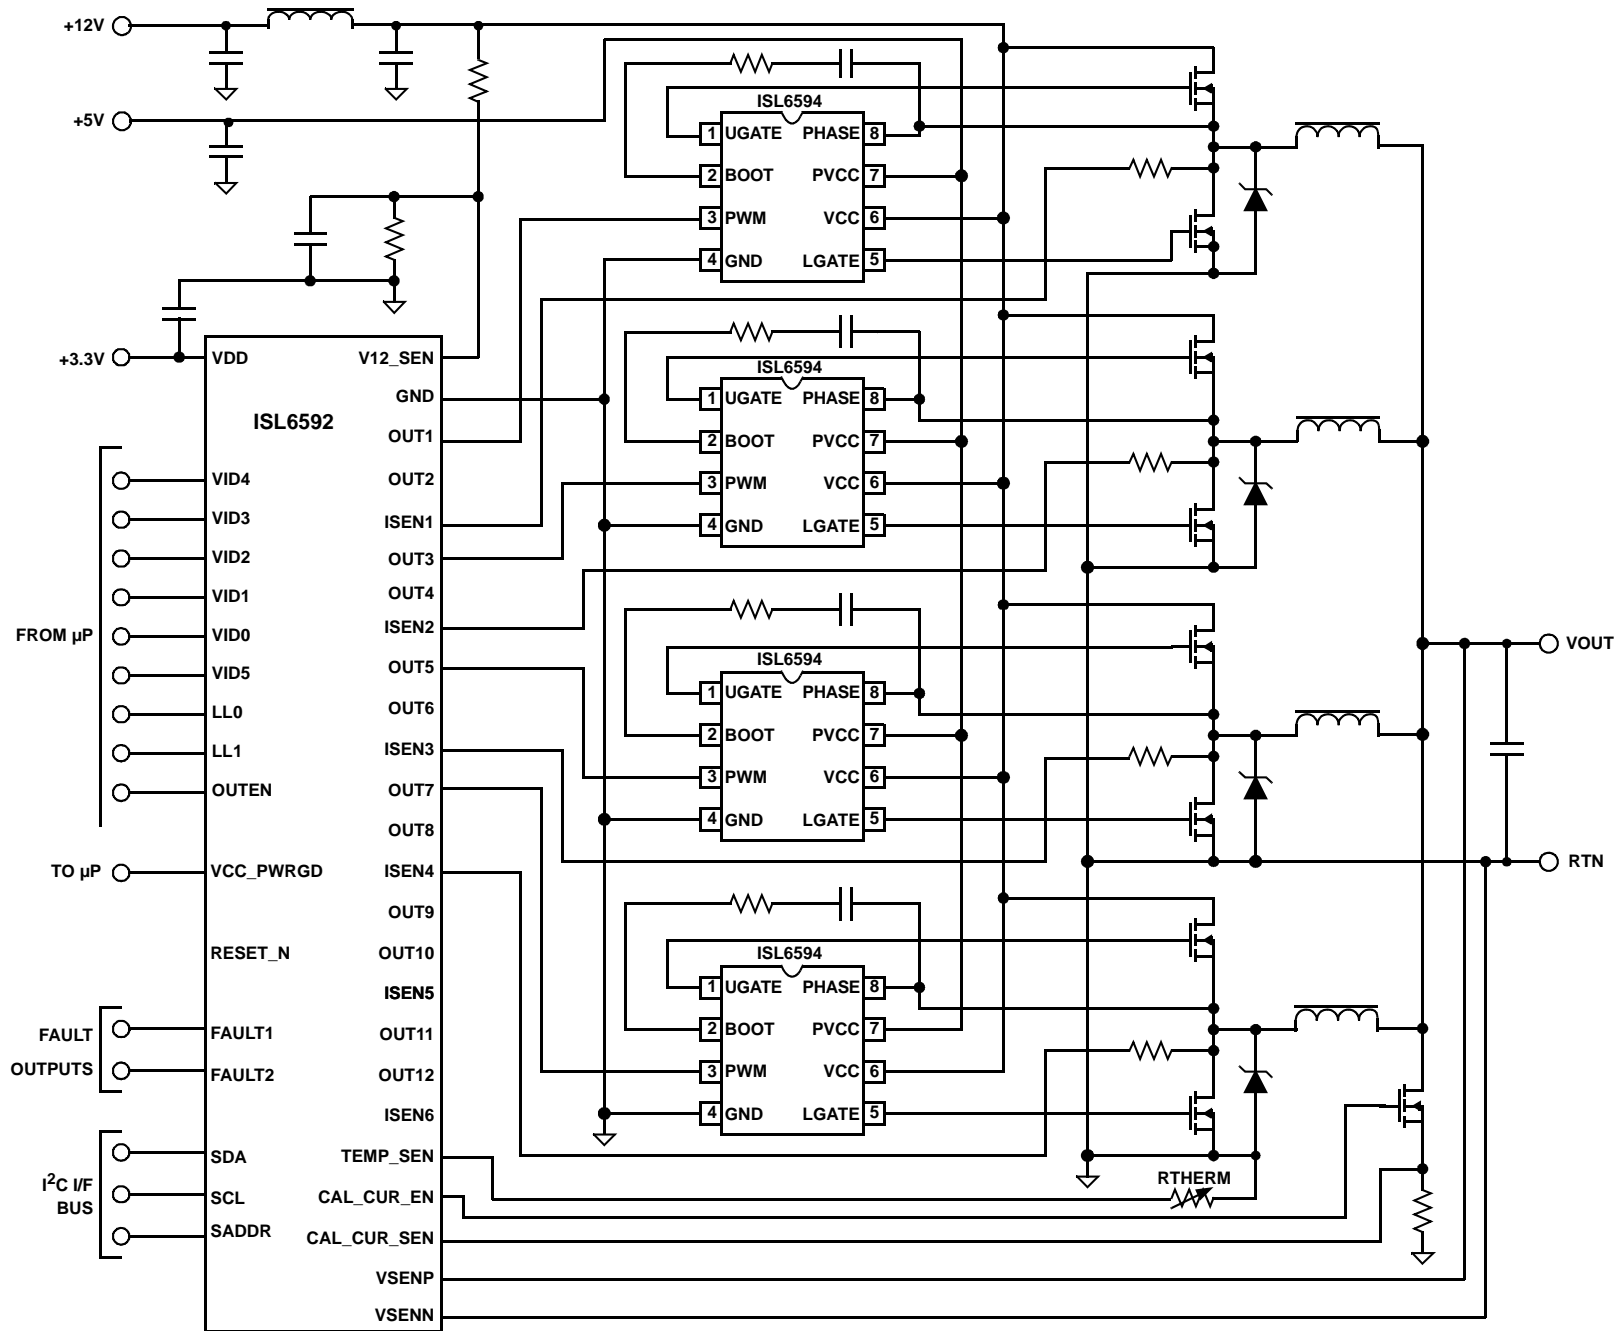 +12V
+5V
+3.3V
FROM µP
TO µP
FAULT
OUTPUTS
I²C I/F
BUS
ISL6592
VDD
VID4
VID3
VID2
VID1
VID0
VID5
LL0
LL1
OUTEN
VCC_PWRGD
RESET_N
FAULT1
FAULT2
SDA
SCL
SADDR
V12_SEN
GND
OUT1
OUT2
ISEN1
OUT3
OUT4
ISEN2
OUT5
OUT6
ISEN3
OUT7
OUT8
ISEN4
OUT9
OUT10
ISEN5
OUT11
OUT12
ISEN6
TEMP_SEN
CAL_CUR_EN
CAL_CUR_SEN
VSENP
VSENN
ISL6594
1 UGATE PHASE 8
2 BOOT PVCC 7
3 PWM VCC 6
4 GND LGATE 5
ISL6594
1 UGATE PHASE 8
2 BOOT PVCC 7
3 PWM VCC 6
4 GND LGATE 5
ISL6594
1 UGATE PHASE 8
2 BOOT PVCC 7
3 PWM VCC 6
4 GND LGATE 5
ISL6594
1 UGATE PHASE 8
2 BOOT PVCC 7
3 PWM VCC 6
4 GND LGATE 5
RTHERM
VOUT
RTN